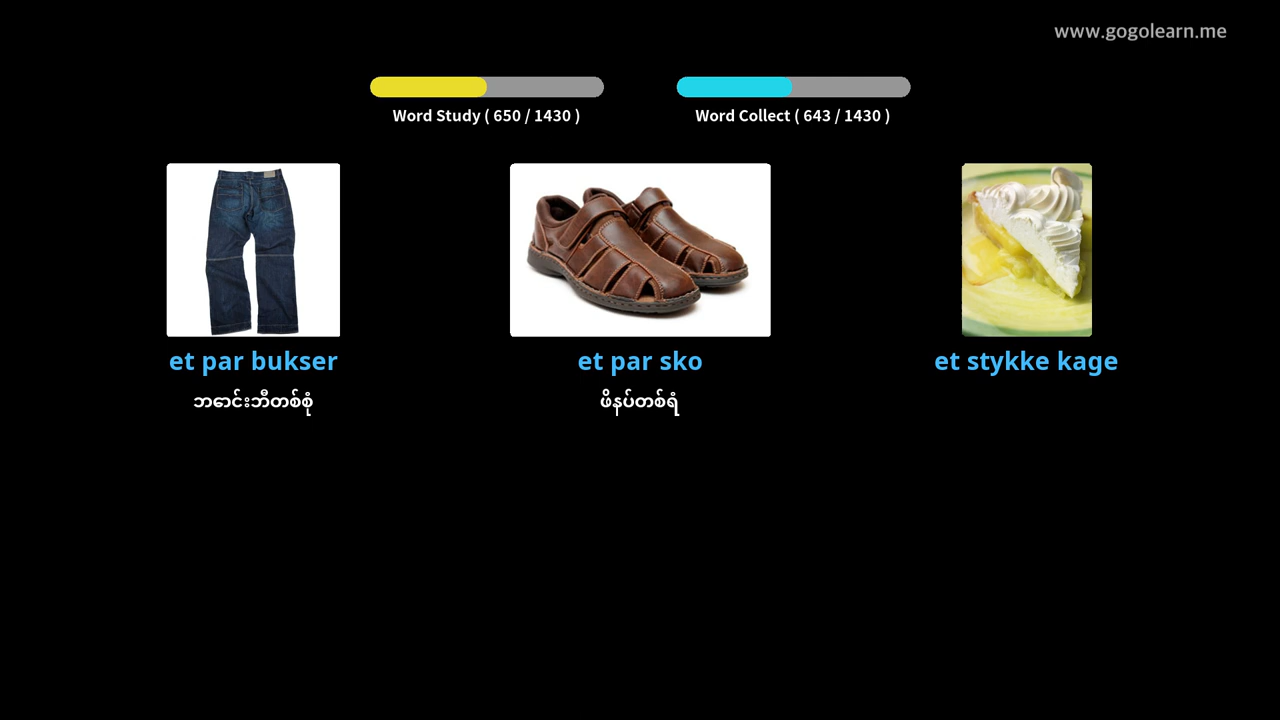 www.gogolearn.me
Word Study ( 650 / 1430 )
Word Collect ( 643 / 1430 )
et par bukser
et par sko
et stykke kage
ဘောင်းဘီတစ်စုံ
ဖိနပ်တစ်ရံ